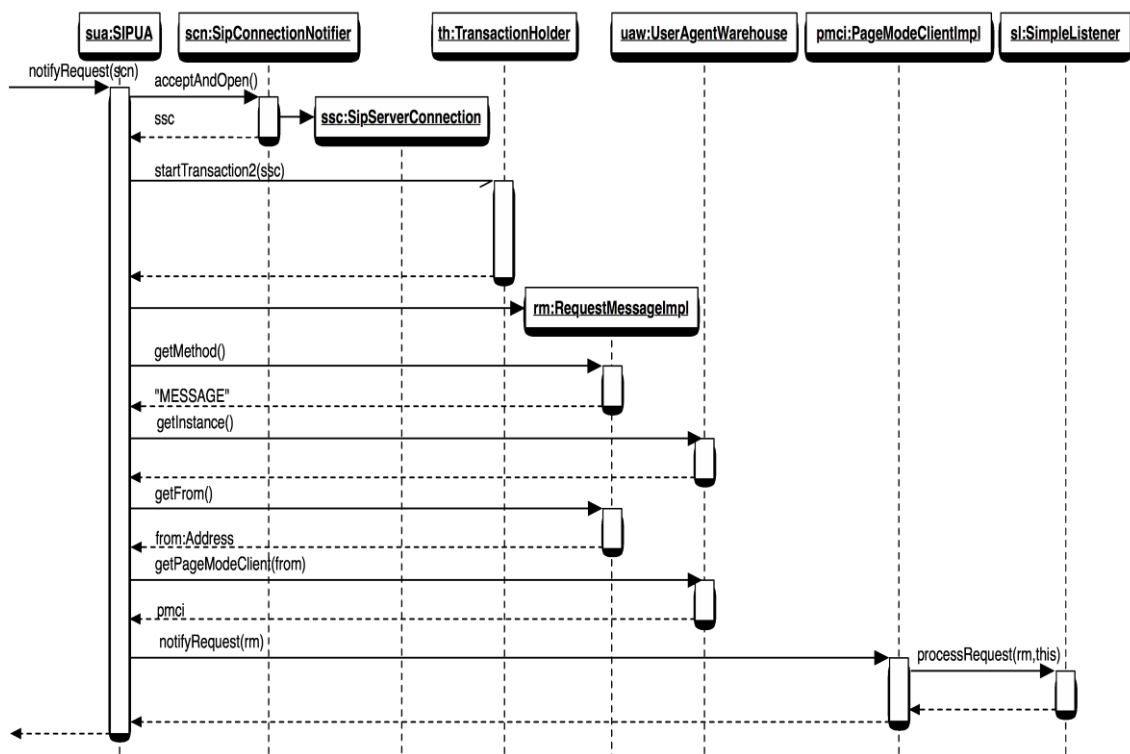 sua:SIPUA
scn:SipConnectionNotifier
th:TransactionHolder
uaw:UserAgentWarehouse
pmci:PageModeClientImpl
sl:SimpleListener
notifyRequest(scn)
acceptAndOpen()
ssc:SipServerConnection
ssc
startTransaction2(ssc)
rm:RequestMessageImpl
getMethod()
"MESSAGE"
getInstance()
getFrom()
from:Address
getPageModeClient(from)
pmci
notifyRequest(rm)
processRequest(rm,this)